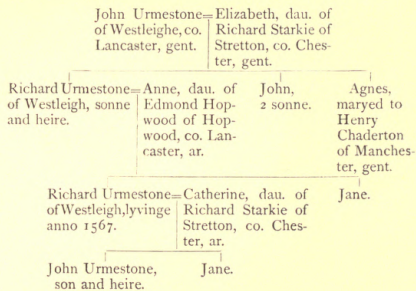 John Urmestone=Elizabeth, dau. of
of Westleighe, co. Richard Starkie of
Lancaster, gent. Stretton, co. Ches-
ter, gent.
Richard Urmestone=Anne, dau. of
of Westleigh, sonne Edmond Hop-
and heire. wood of Hop-
wood, co. Lan-
caster, ar.
John,
2 sonne.
Agnes,
maryed to
Henry
Chaderton
of Manches-
ter, gent.
Richard Urmestone=Catherine, dau. of
of Westleigh, lyvinge Richard Starkie of
anno 1567. Stretton, co. Ches-
ter, ar.
Jane.
John Urmestone,
son and heire.
Jane.